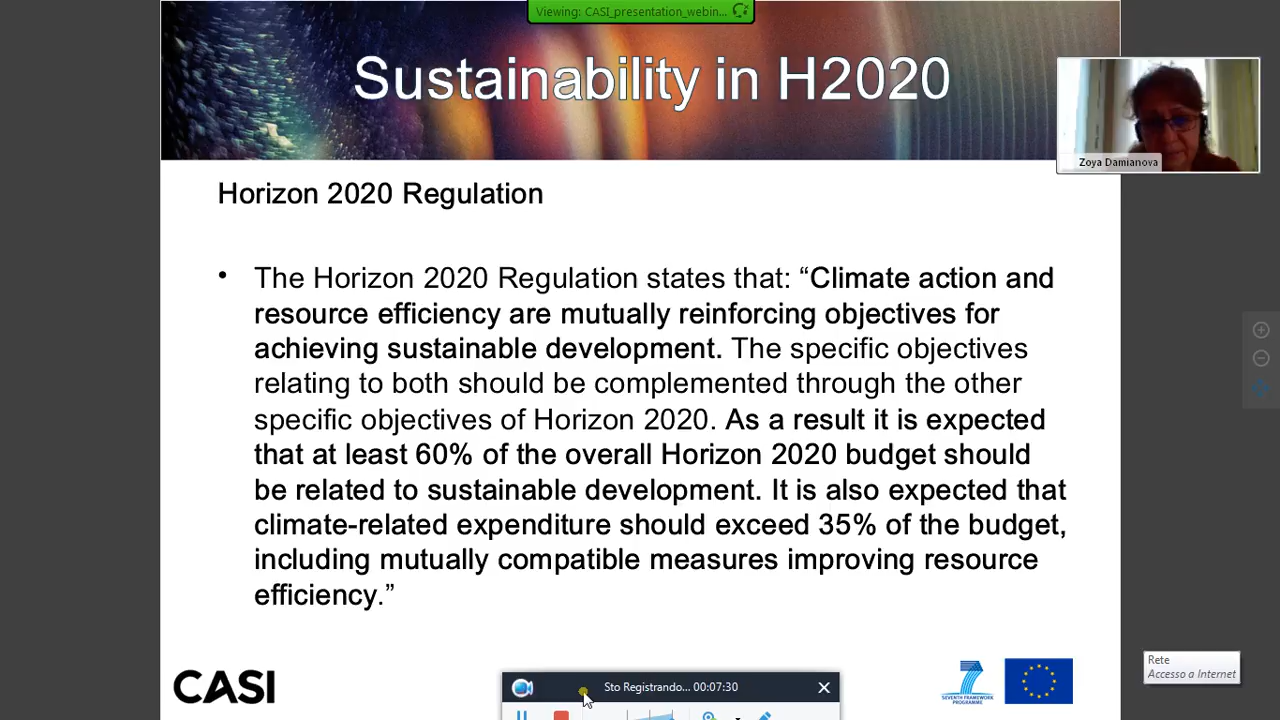 Viewing: CASI_presentation_webin...
Sustainability in H2020
Zoya Damianova
Horizon 2020 Regulation
• The Horizon 2020 Regulation states that: “Climate action and
resource efficiency are mutually reinforcing objectives for
achieving sustainable development. The specific objectives
relating to both should be complemented through the other
specific objectives of Horizon 2020. As a result it is expected
that at least 60% of the overall Horizon 2020 budget should
be related to sustainable development. It is also expected that
climate-related expenditure should exceed 35% of the budget,
including mutually compatible measures improving resource
efficiency.”
CASI
SEVENTH FRAMEWORK
PROGRAMME
Rete
Accesso a Internet
Sto Registrando... 00:07:30